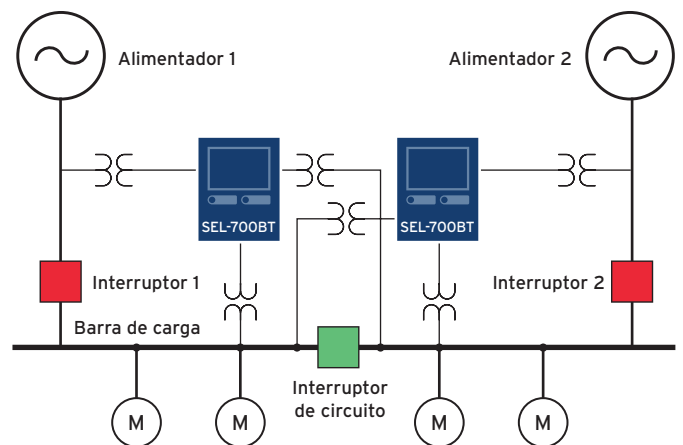 Alimentador 1
Alimentador 2
SEL-700BT
SEL-700BT
Interruptor 1
Interruptor 2
Barra de carga
Interruptor
de circuito
M
M
M
M